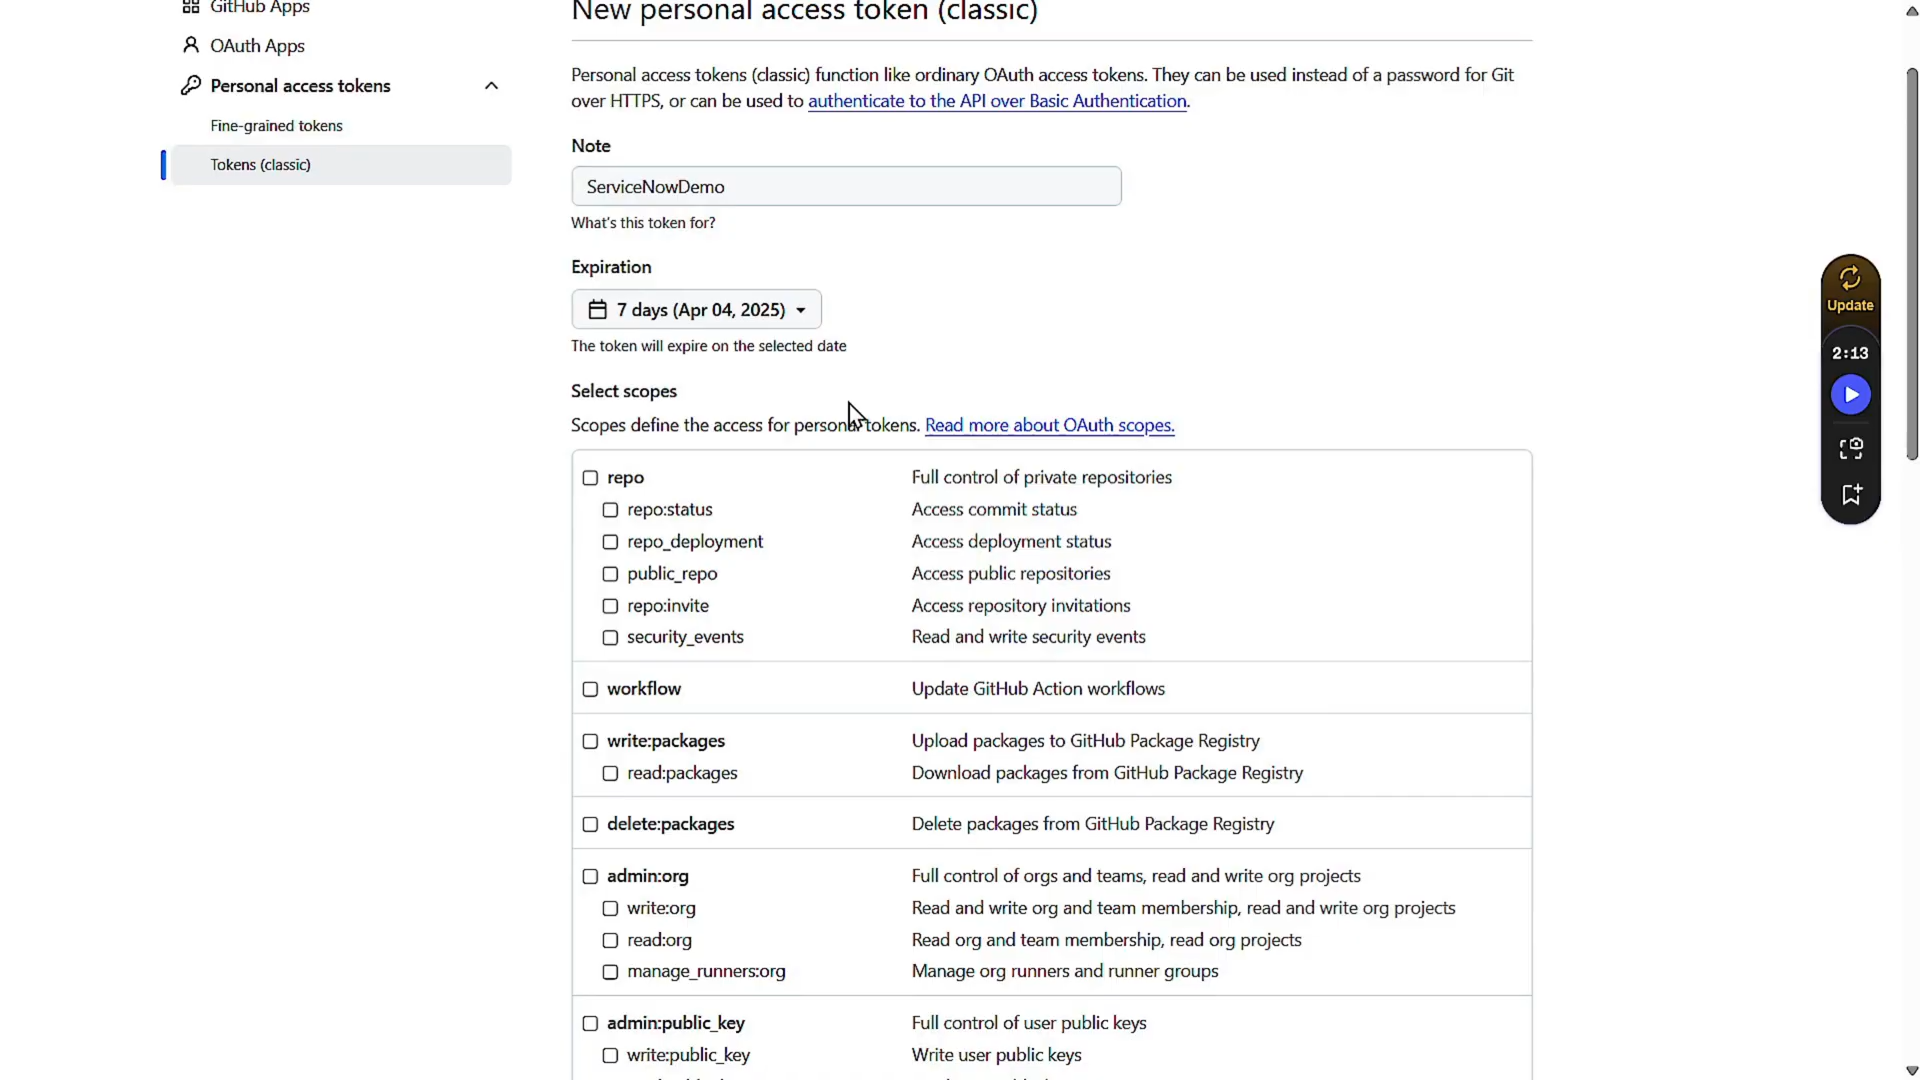 GitHub Apps
OAuth Apps
Personal access tokens
Fine-grained tokens
Tokens (classic)
New personal access token (classic)
Personal access tokens (classic) function like ordinary OAuth access tokens. They can be used instead of a password for Git
over HTTPS, or can be used to authenticate to the API over Basic Authentication.
Note
ServiceNowDemo
What's this token for?
Expiration
7 days (Apr 04, 2025)
The token will expire on the selected date
Select scopes
Scopes define the access for personal tokens. Read more about OAuth scopes.
repo Full control of private repositories
repo:status Access commit status
repo_deployment Access deployment status
public_repo Access public repositories
repo:invite Access repository invitations
security_events Read and write security events
workflow Update GitHub Action workflows
write:packages Upload packages to GitHub Package Registry
read:packages Download packages from GitHub Package Registry
delete:packages Delete packages from GitHub Package Registry
admin:org Full control of orgs and teams, read and write org projects
write:org Read and write org and team membership, read and write org projects
read:org Read org and team membership, read org projects
manage_runners:org Manage org runners and runner groups
admin:public_key Full control of user public keys
write:public_key Write user public keys
Update
2:13